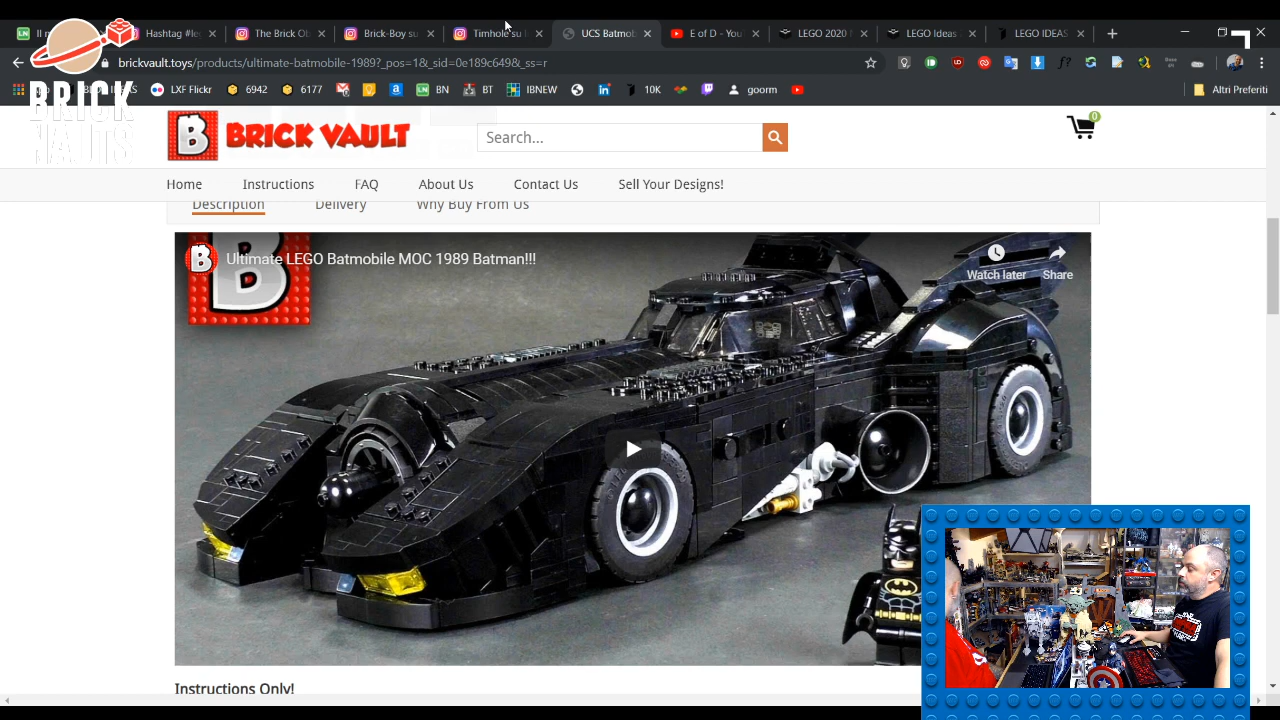 Il m
Hashtag #le
The Brick Ob
Brick-Boy su
Timhole su I
UCS Batmob
E of D - You
LEGO 2020
LEGO Ideas
LEGO IDEAS
brickvault.toys/products/ultimate-batmobile-1989?_pos=1&_sid=0e189c649&_ss=r
LXF Flickr
6942
6177
BN
BT
IBNEW
10K
goorm
Altri Preferiti
BRICK
NAUTS
B BRICK VAULT
Search...
0
Home
Instructions
FAQ
About Us
Contact Us
Sell Your Designs!
Description
Delivery
Why Buy From Us
B
Ultimate LEGO Batmobile MOC 1989 Batman!!!
B
Watch later
Share
Instructions Only!